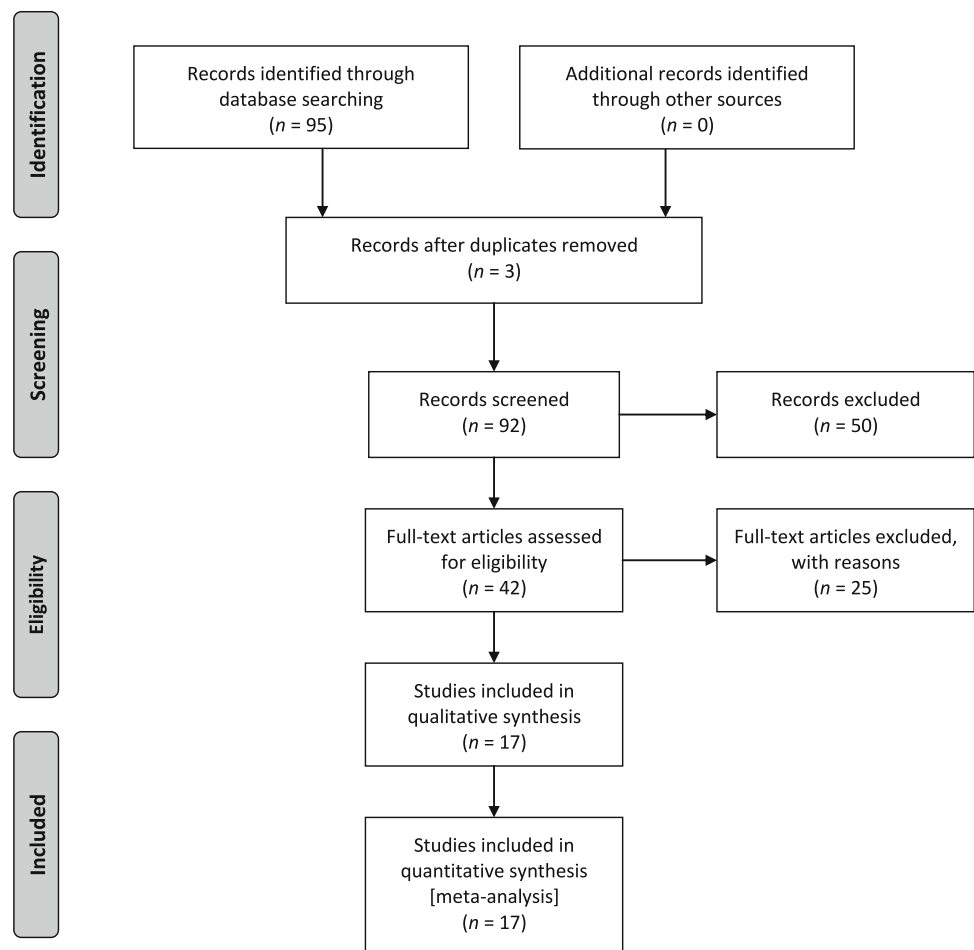 Identification
Records identified through
database searching
(n = 95)
Additional records identified
through other sources
(n = 0)
Records after duplicates removed
(n = 3)
Screening
Records screened
(n = 92)
Records excluded
(n = 50)
Eligibility
Full-text articles assessed
for eligibility
(n = 42)
Full-text articles excluded,
with reasons
(n = 25)
Studies included in
qualitative synthesis
(n = 17)
Included
Studies included in
quantitative synthesis
[meta-analysis]
(n = 17)